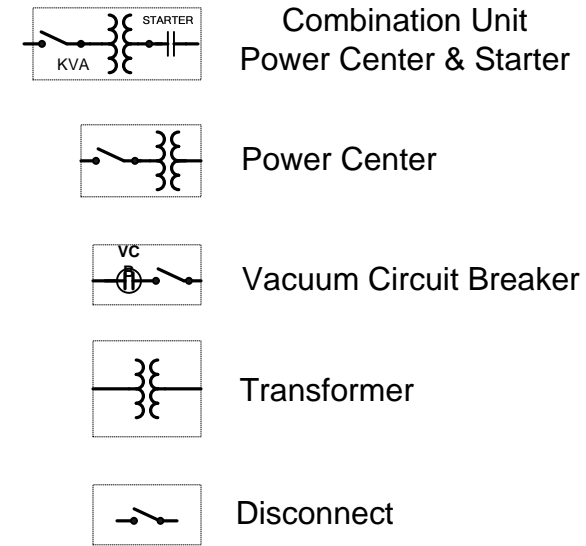 STARTER
KVA
Combination Unit
Power Center & Starter
Power Center
VC
B
Vacuum Circuit Breaker
Transformer
Disconnect